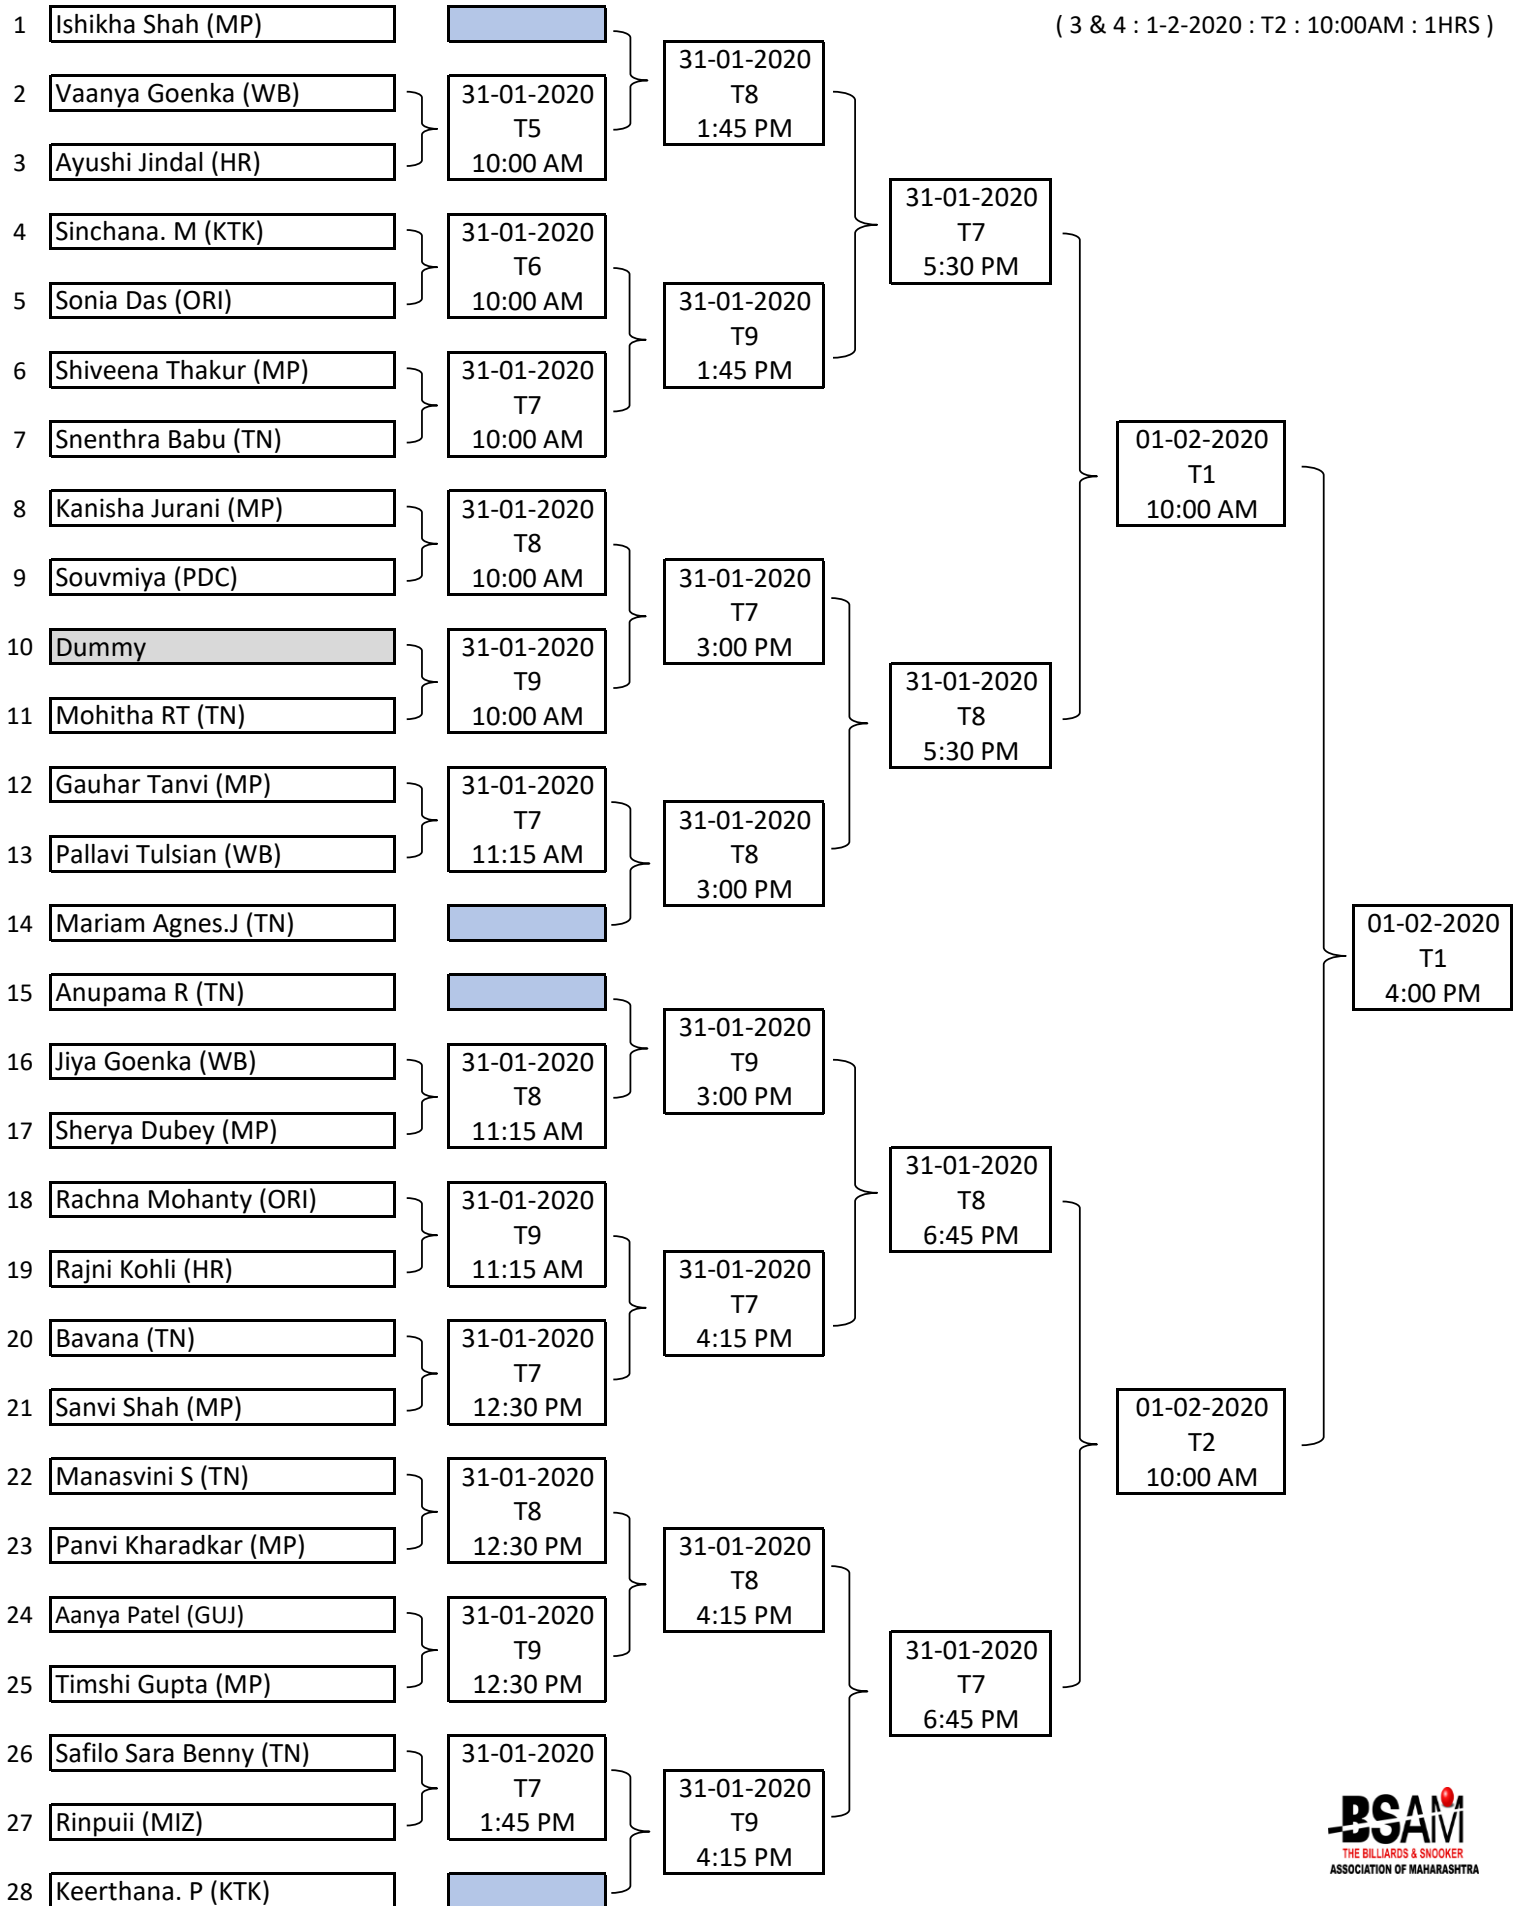 ( 3 & 4 : 1-2-2020 : T2 : 10:00AM : 1HRS )
1 Ishikha Shah (MP)
2 Vaanya Goenka (WB)
3 Ayushi Jindal (HR)
4 Sinchana. M (KTK)
5 Sonia Das (ORI)
6 Shiveena Thakur (MP)
7 Snenthra Babu (TN)
8 Kanisha Jurani (MP)
9 Souvmiya (PDC)
10 Dummy
11 Mohitha RT (TN)
12 Gauhar Tanvi (MP)
13 Pallavi Tulsian (WB)
14 Mariam Agnes.J (TN)
15 Anupama R (TN)
16 Jiya Goenka (WB)
17 Sherya Dubey (MP)
18 Rachna Mohanty (ORI)
19 Rajni Kohli (HR)
20 Bavana (TN)
21 Sanvi Shah (MP)
22 Manasvini S (TN)
23 Panvi Kharadkar (MP)
24 Aanya Patel (GUJ)
25 Timshi Gupta (MP)
26 Safilo Sara Benny (TN)
27 Rinpuii (MIZ)
28 Keerthana. P (KTK)
31-01-2020
T5
10:00 AM
31-01-2020
T6
10:00 AM
31-01-2020
T7
10:00 AM
31-01-2020
T8
10:00 AM
31-01-2020
T9
10:00 AM
31-01-2020
T7
11:15 AM
31-01-2020
T8
11:15 AM
31-01-2020
T9
11:15 AM
31-01-2020
T7
12:30 PM
31-01-2020
T8
12:30 PM
31-01-2020
T9
12:30 PM
31-01-2020
T7
1:45 PM
31-01-2020
T8
1:45 PM
31-01-2020
T9
1:45 PM
31-01-2020
T7
3:00 PM
31-01-2020
T8
3:00 PM
31-01-2020
T9
3:00 PM
31-01-2020
T7
4:15 PM
31-01-2020
T8
4:15 PM
31-01-2020
T9
4:15 PM
31-01-2020
T7
5:30 PM
31-01-2020
T8
5:30 PM
31-01-2020
T8
6:45 PM
31-01-2020
T7
6:45 PM
01-02-2020
T1
10:00 AM
01-02-2020
T2
10:00 AM
01-02-2020
T1
4:00 PM
BSAM
THE BILLIARDS & SNOOKER
ASSOCIATION OF MAHARASHTRA